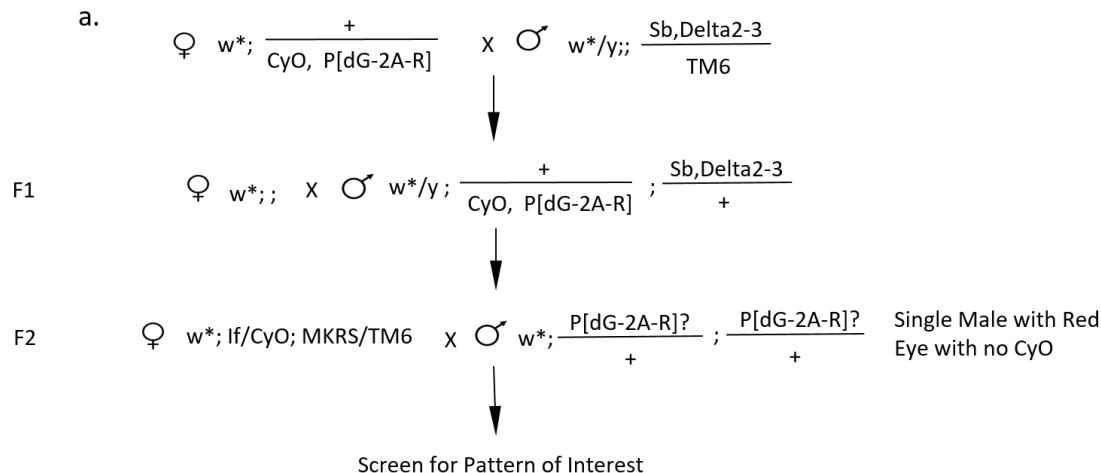 a.
♀ w*; + / CyO, P[dG-2A-R] X ♂ w*/y;; Sb,Delta2-3 / TM6
F1 ♀ w*; ; X ♂ w*/y ; + / CyO, P[dG-2A-R] ; Sb,Delta2-3 / +
F2 ♀ w*; If/CyO; MKRS/TM6 X ♂ w*; P[dG-2A-R]? / + ; P[dG-2A-R]? / + Single Male with Red
Eye with no CyO
Screen for Pattern of Interest